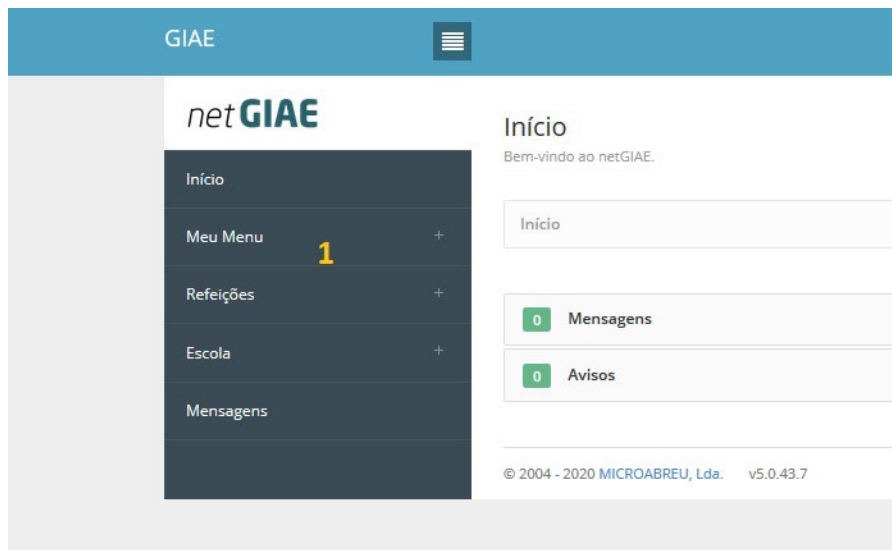 GIAE
netGIAE
Início
Meu Menu +
1
Refeições +
Escola +
Mensagens
Início
Bem-vindo ao netGIAE.
Início
0 Mensagens
0 Avisos
© 2004 - 2020 MICROABREU, Lda. v5.0.43.7